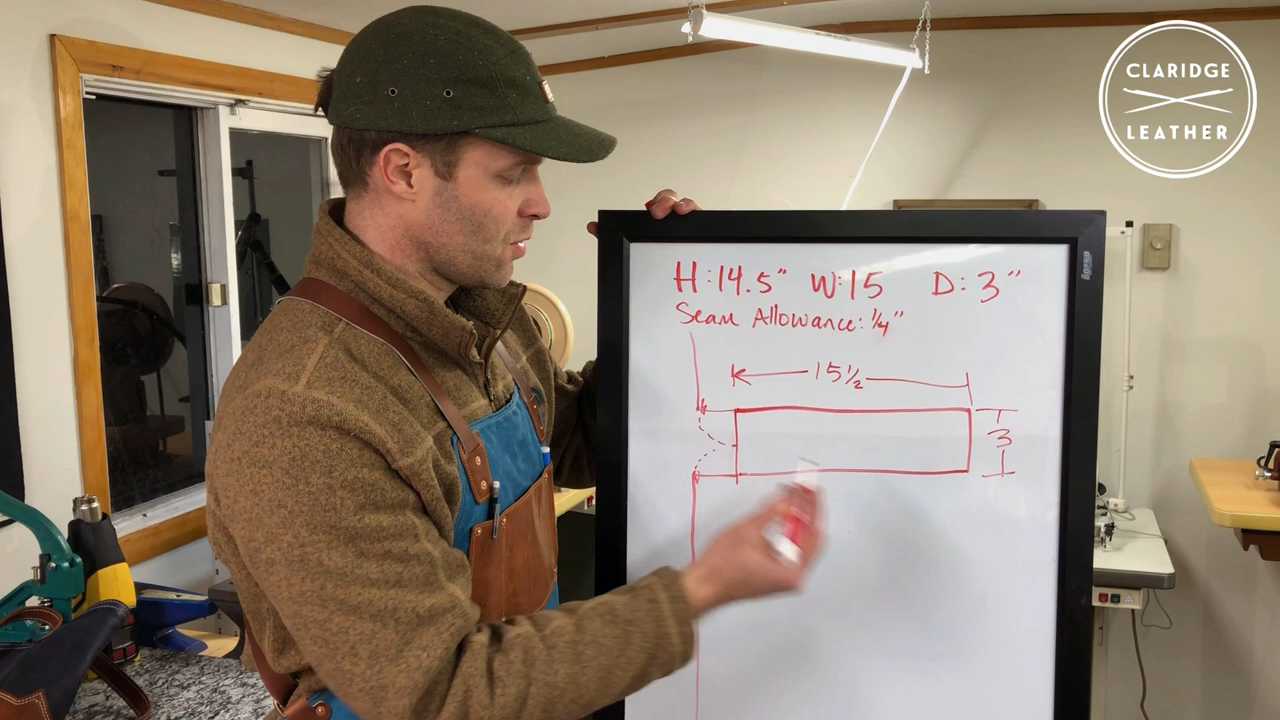 CLARIDGE
LEATHER
H:14.5" W:15 D:3"
Seam Allowance: 1/4"
15 1/2
3